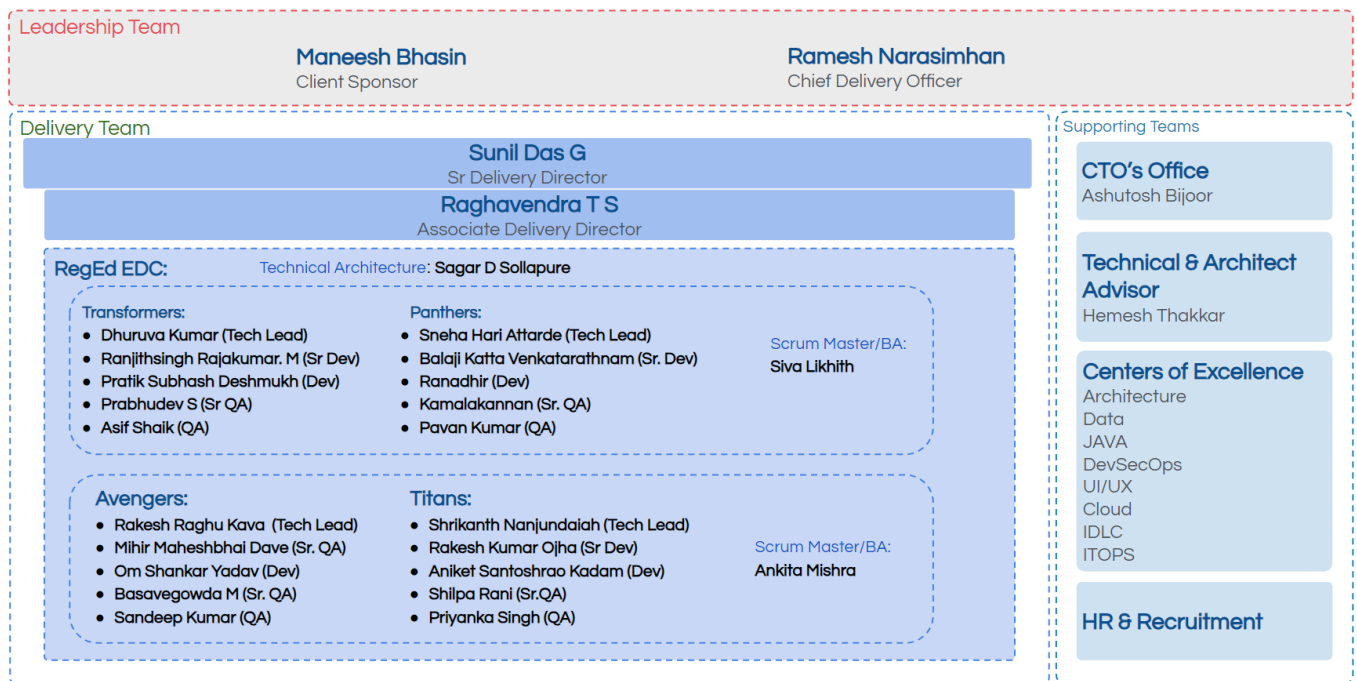 Leadership Team
Maneesh Bhasin
Client Sponsor
Ramesh Narasimhan
Chief Delivery Officer
Delivery Team
Sunil Das G
Sr Delivery Director
Raghavendra T S
Associate Delivery Director
RegEd EDC:
Technical Architecture: Sagar D Sollapure
Transformers:
● Dhuruva Kumar (Tech Lead)
● Ranjithsingh Rajakumar. M (Sr Dev)
● Pratik Subhash Deshmukh (Dev)
● Prabhudev S (Sr QA)
● Asif Shaik (QA)
Panthers:
● Sneha Hari Attarde (Tech Lead)
● Balaji Katta Venkatarathnam (Sr. Dev)
● Ranadhir (Dev)
● Kamalakannan (Sr. QA)
● Pavan Kumar (QA)
Scrum Master/BA:
Siva Likhith
Avengers:
● Rakesh Raghu Kava (Tech Lead)
● Mihir Maheshbhai Dave (Sr. QA)
● Om Shankar Yadav (Dev)
● Basavegowda M (Sr. QA)
● Sandeep Kumar (QA)
Titans:
● Shrikanth Nanjundaiah (Tech Lead)
● Rakesh Kumar Ojha (Sr Dev)
● Aniket Santoshrao Kadam (Dev)
● Shilpa Rani (Sr.QA)
● Priyanka Singh (QA)
Scrum Master/BA:
Ankita Mishra
Supporting Teams
CTO's Office
Ashutosh Bijoor
Technical & Architect
Advisor
Hemesh Thakkar
Centers of Excellence
Architecture
Data
JAVA
DevSecOps
UI/UX
Cloud
IDLC
ITOPS
HR & Recruitment